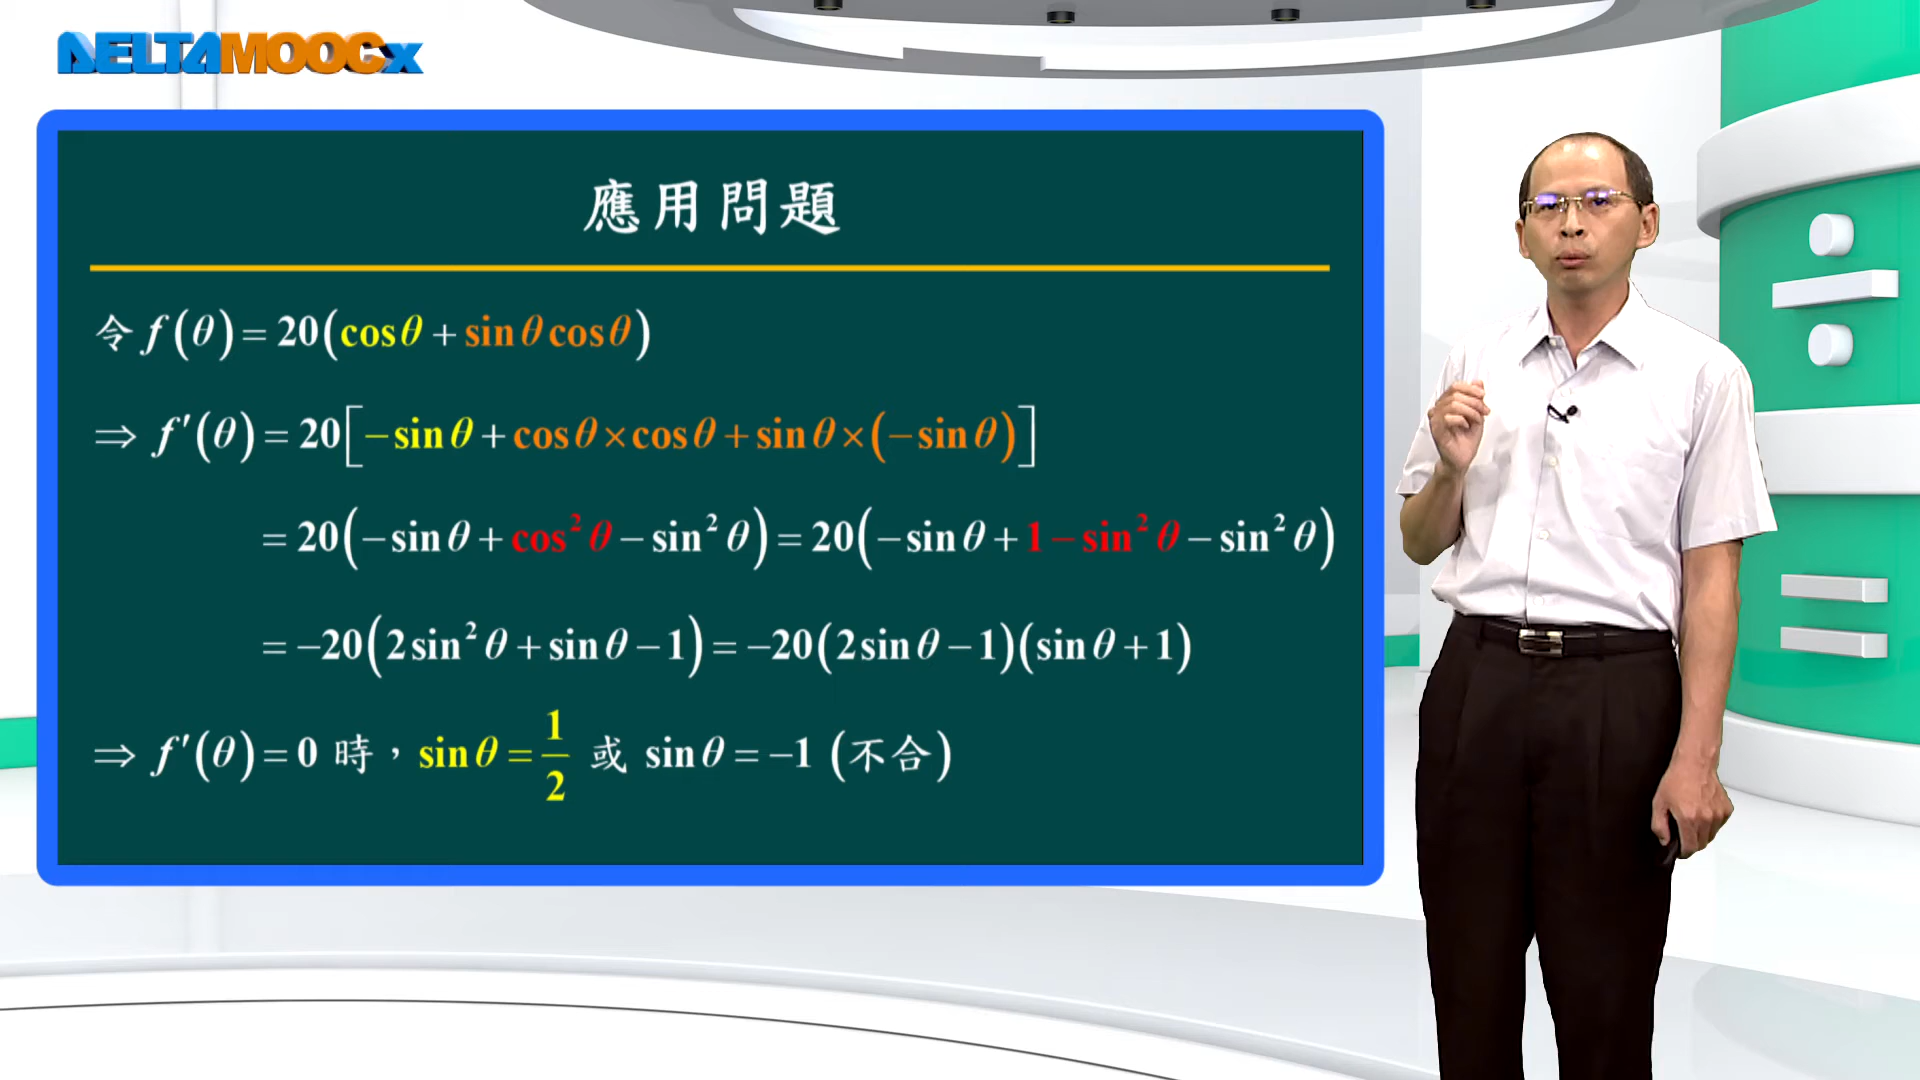 DELTAMOOCx
應用問題
令 f(θ)=20(cosθ+sinθcosθ)
⇒ f′(θ)=20[−sinθ+cosθ×cosθ+sinθ×(−sinθ)]
=20(−sinθ+cos²θ−sin²θ)=20(−sinθ+1−sin²θ−sin²θ)
=−20(2sin²θ+sinθ−1)=−20(2sinθ−1)(sinθ+1)
⇒ f′(θ)=0 時，sinθ=1/2 或 sinθ=−1 (不合)